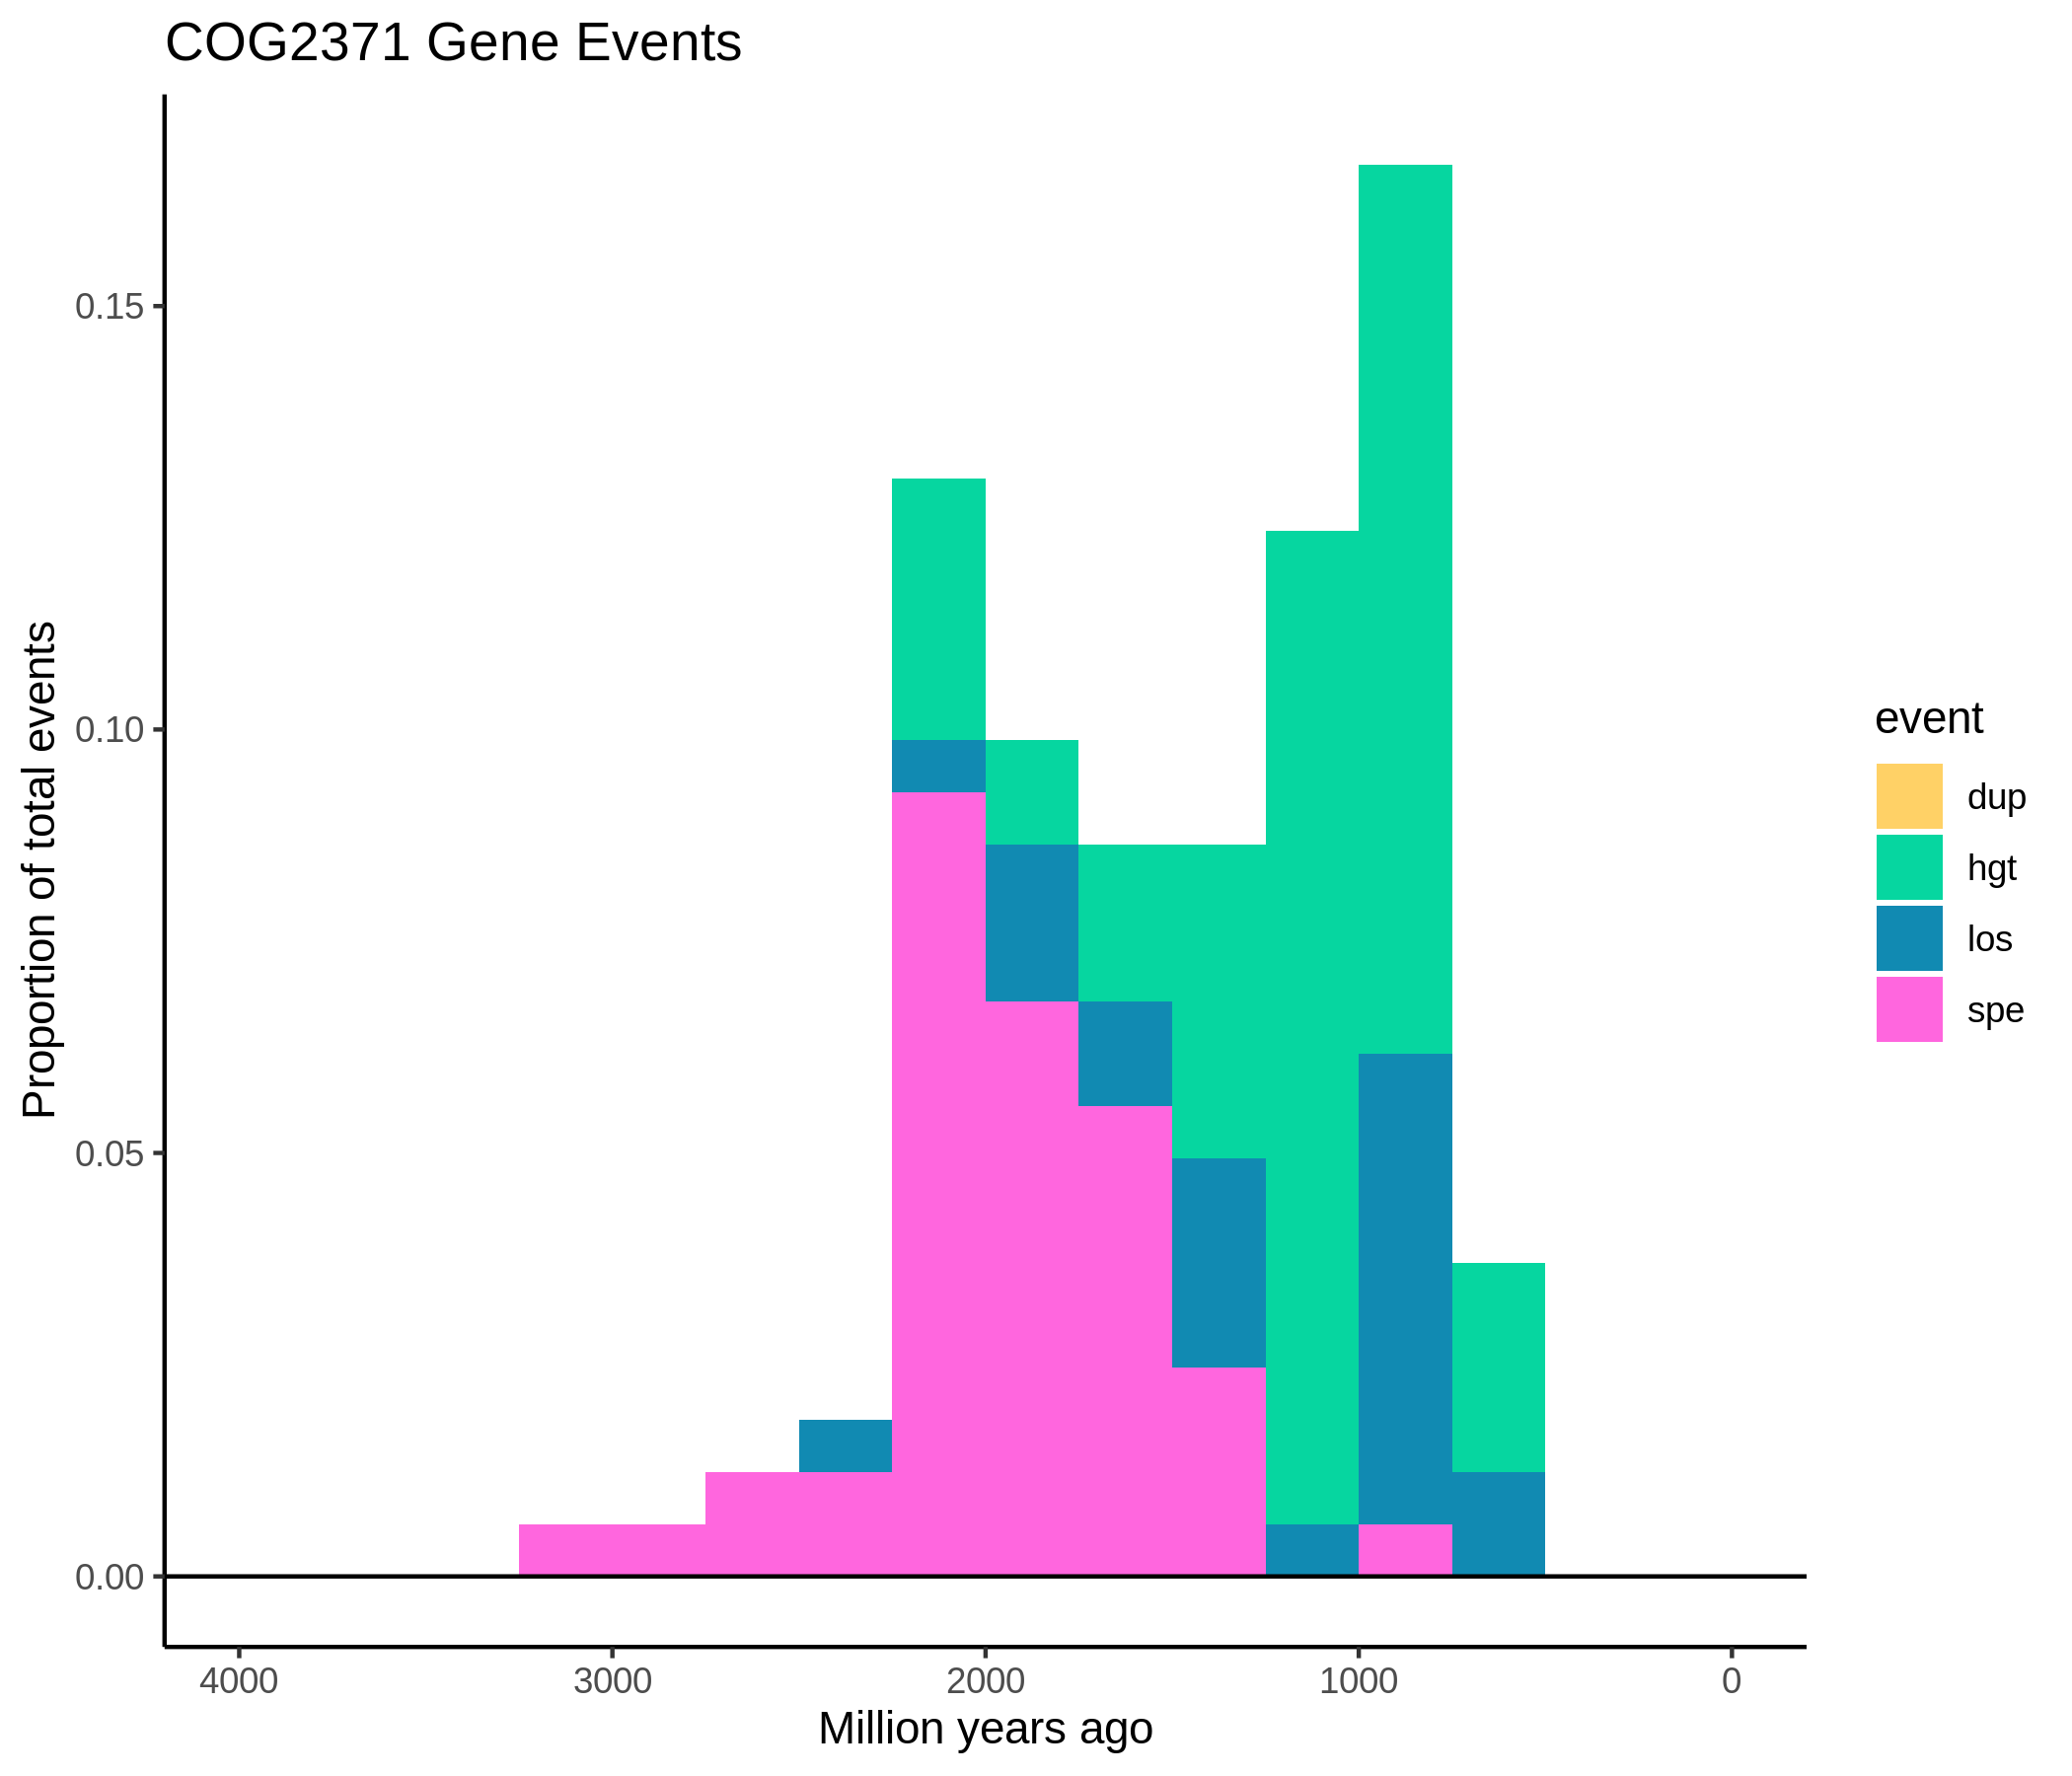 COG2371 Gene Events
Proportion of total events
0.15
0.10
0.05
0.00
4000 3000 2000 1000 0
Million years ago
event
dup
hgt
los
spe